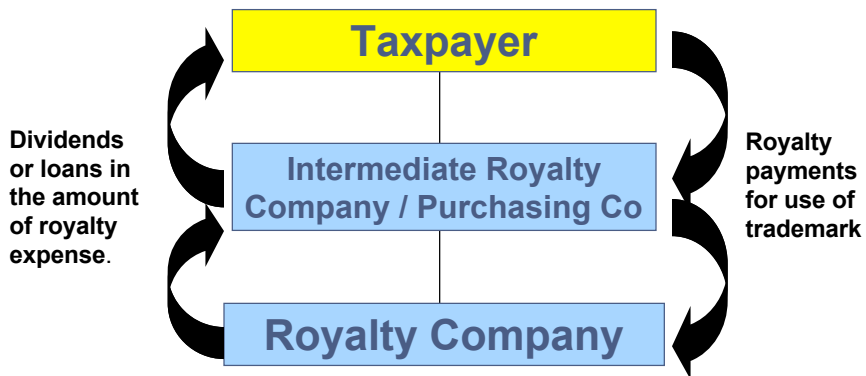 Taxpayer
Dividends
or loans in
the amount
of royalty
expense.
Intermediate Royalty
Company / Purchasing Co
Royalty
payments
for use of
trademark
Royalty Company